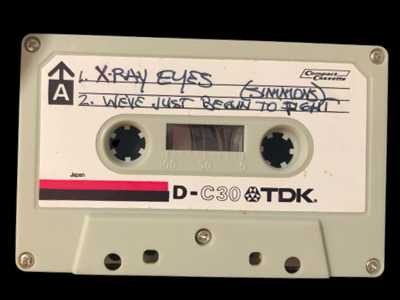 1. X-RAY EYES
(SIMMONS)
2. WE'VE JUST BEGUN TO FIGHT
Compact Cassette
A
100 50 0
Japan
D-C30 TDK.